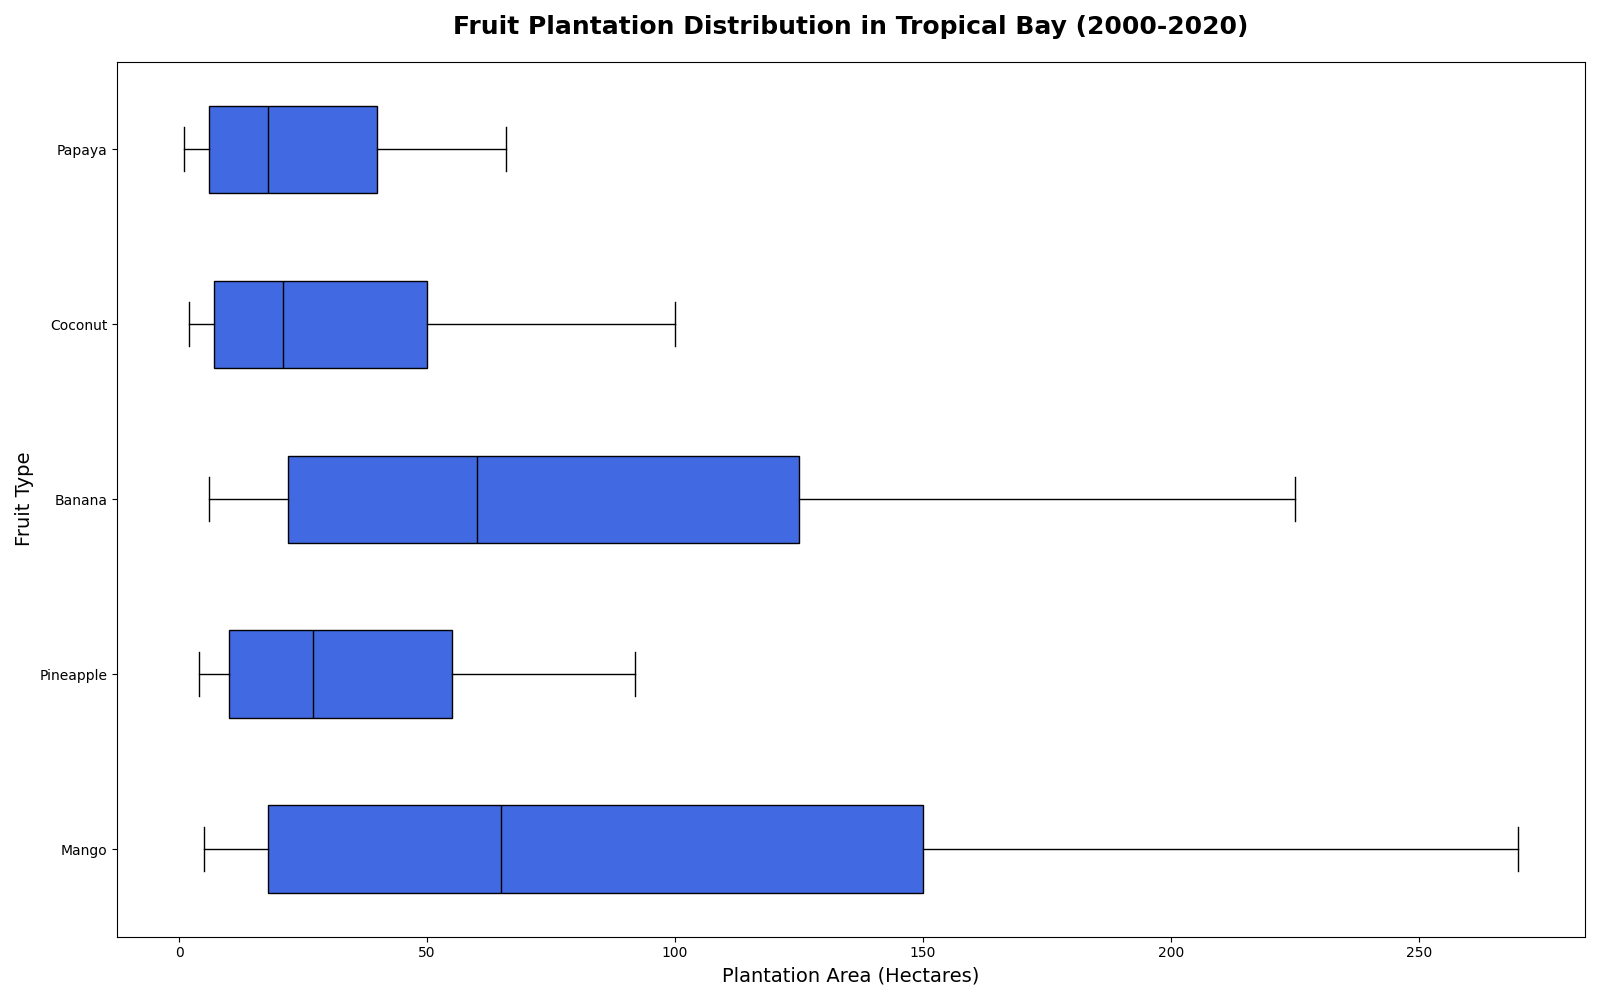 Fruit Plantation Distribution in Tropical Bay (2000-2020)
Fruit Type
Papaya
Coconut
Banana
Pineapple
Mango
0 50 100 150 200 250
Plantation Area (Hectares)